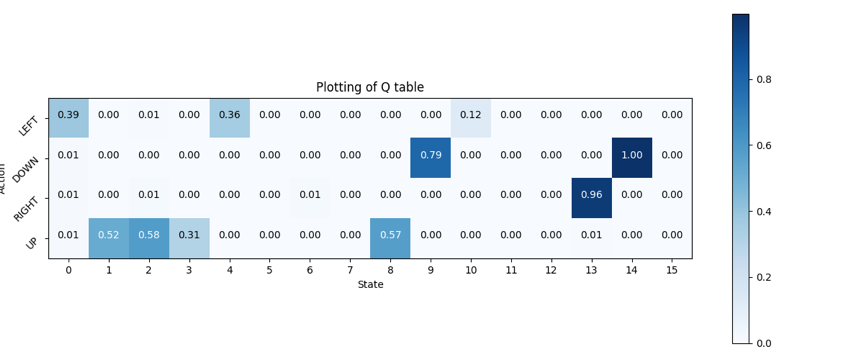 Plotting of Q table
LEFT 0.39 0.00 0.01 0.00 0.36 0.00 0.00 0.00 0.00 0.00 0.12 0.00 0.00 0.00 0.00 0.00
DOWN 0.01 0.00 0.00 0.00 0.00 0.00 0.00 0.00 0.00 0.79 0.00 0.00 0.00 0.00 1.00 0.00
RIGHT 0.01 0.00 0.01 0.00 0.00 0.00 0.01 0.00 0.00 0.00 0.00 0.00 0.00 0.96 0.00 0.00
UP 0.01 0.52 0.58 0.31 0.00 0.00 0.00 0.00 0.57 0.00 0.00 0.00 0.00 0.01 0.00 0.00
0 1 2 3 4 5 6 7 8 9 10 11 12 13 14 15
State
Action
0.8
0.6
0.4
0.2
0.0